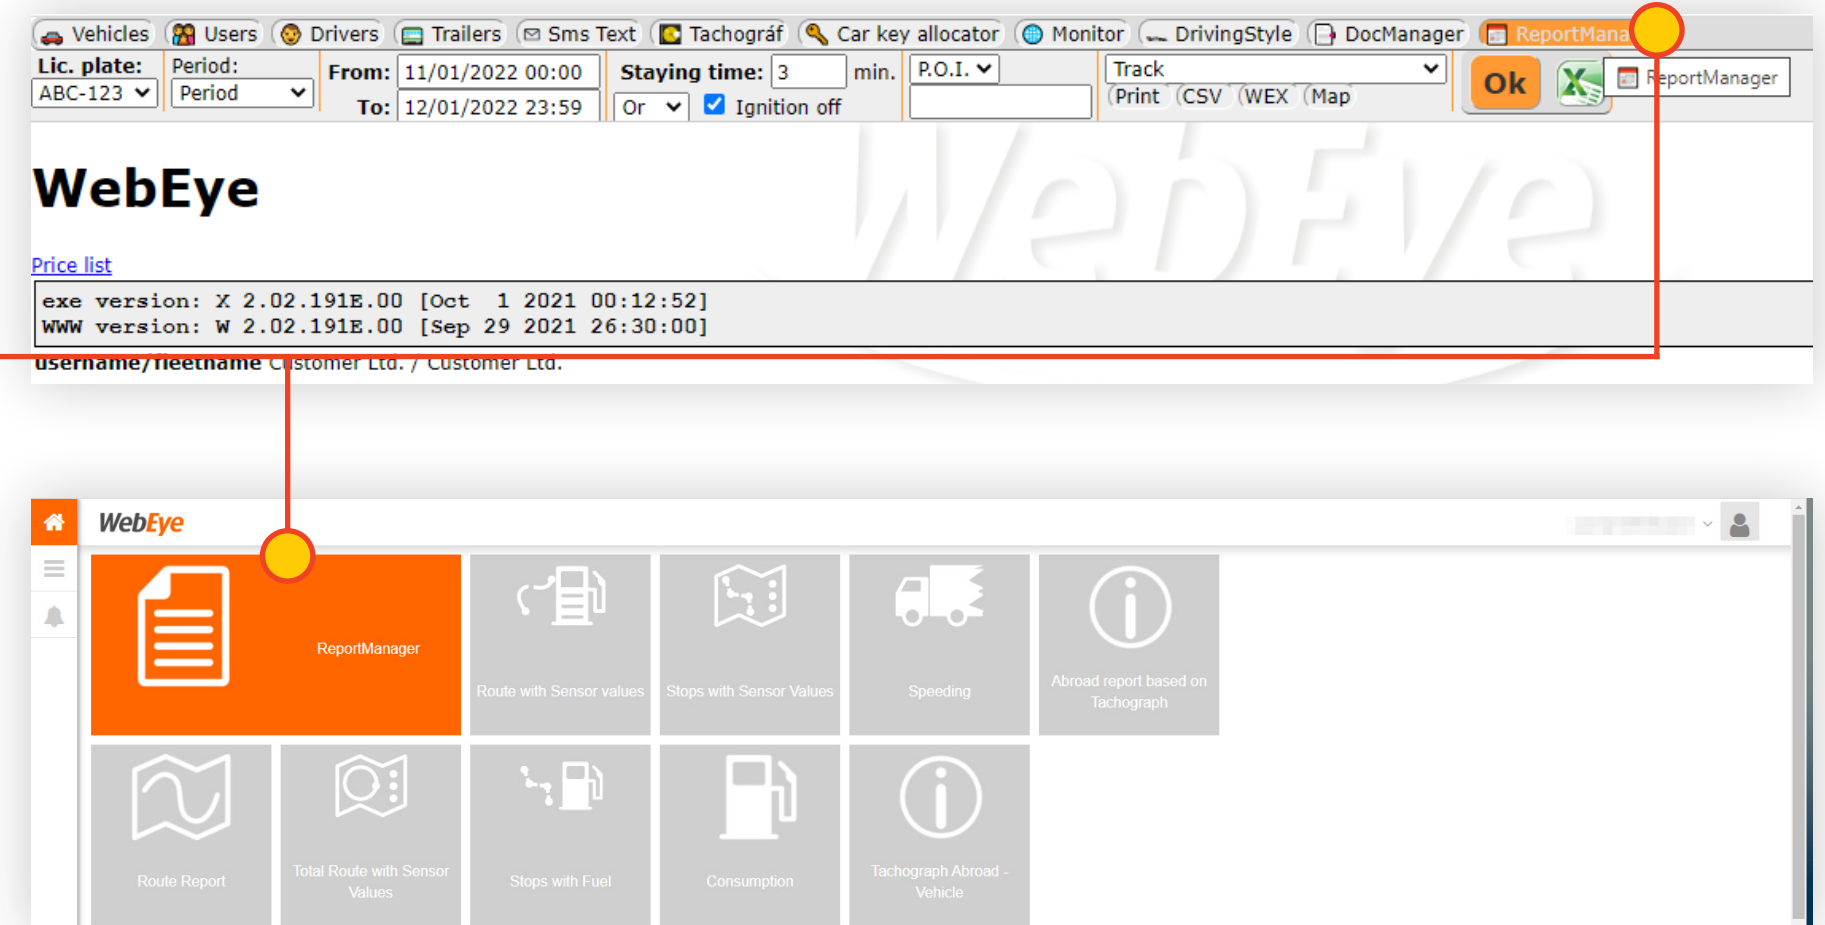 Vehicles Users Drivers Trailers Sms Text Tachográf Car key allocator Monitor DrivingStyle DocManager ReportMana
Lic. plate: Period: From: 11/01/2022 00:00 Staying time: 3 min. P.O.I. Track Ok ReportManager
ABC-123 Period To: 12/01/2022 23:59 Or Ignition off Print CSV WEX Map
WebEye
WebEye
Price list
exe version: X 2.02.191E.00 [Oct 1 2021 00:12:52]
WWW version: W 2.02.191E.00 [Sep 29 2021 26:30:00]
username/fleetname Customer Ltd. / Customer Ltd.
WebEye
ReportManager
Route with Sensor values
Stops with Sensor Values
Speeding
Abroad report based on
Tachograph
Route Report
Total Route with Sensor
Values
Stops with Fuel
Consumption
Tachograph Abroad -
Vehicle